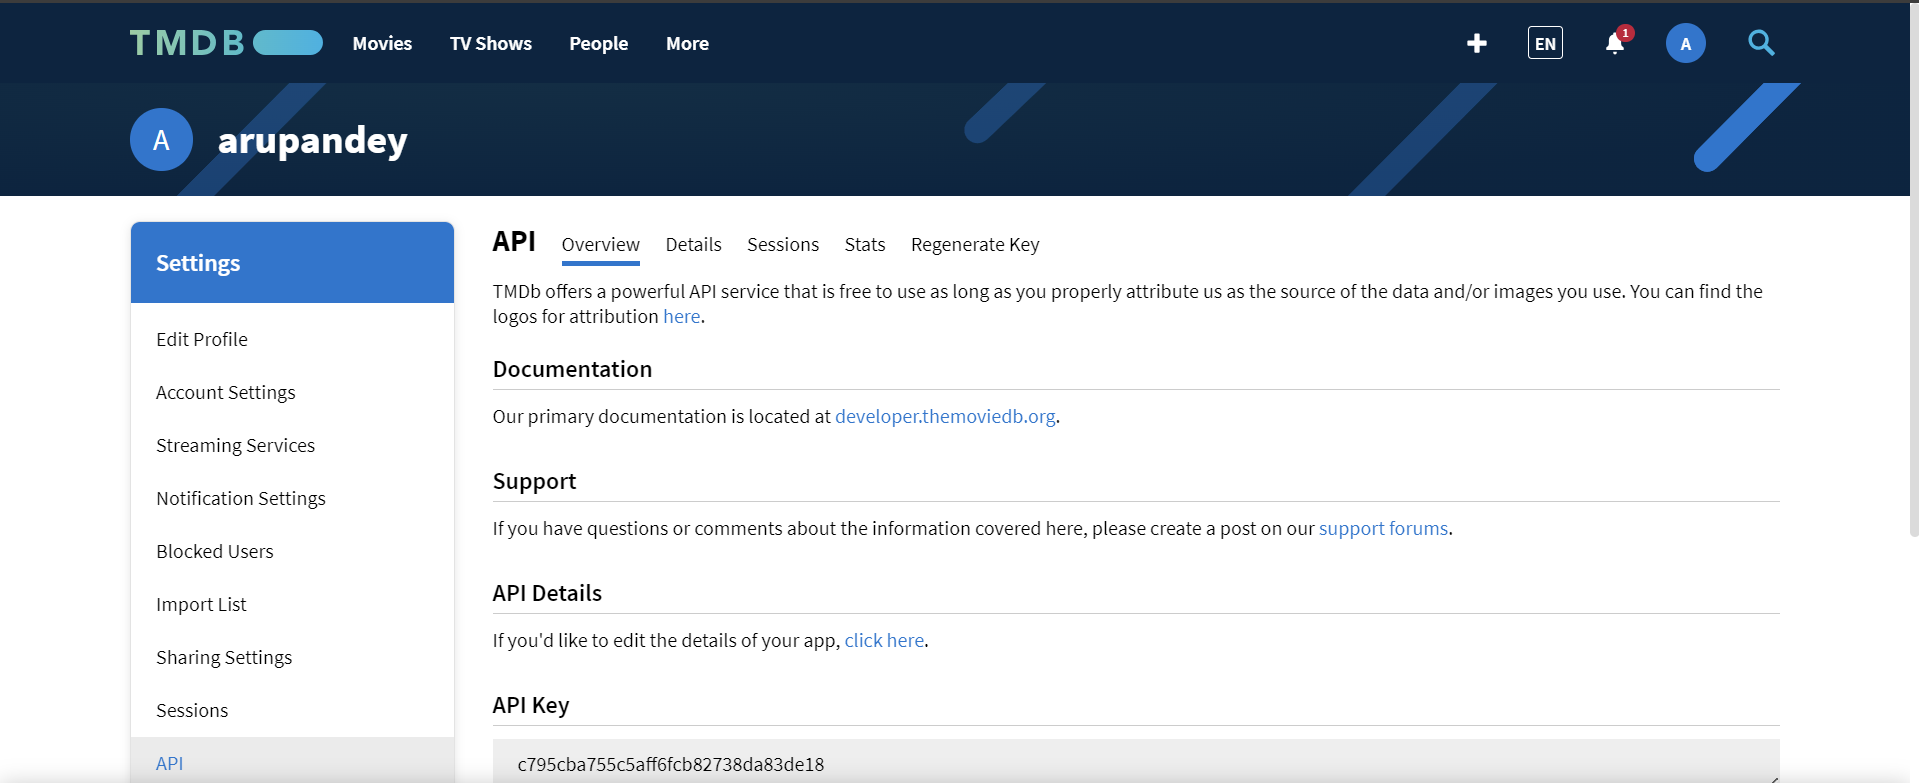 TMDB Movies TV Shows People More EN 1 A
A arupandey
Settings
Edit Profile
Account Settings
Streaming Services
Notification Settings
Blocked Users
Import List
Sharing Settings
Sessions
API
API Overview Details Sessions Stats Regenerate Key
TMDb offers a powerful API service that is free to use as long as you properly attribute us as the source of the data and/or images you use. You can find the
logos for attribution here.
Documentation
Our primary documentation is located at developer.themoviedb.org.
Support
If you have questions or comments about the information covered here, please create a post on our support forums.
API Details
If you'd like to edit the details of your app, click here.
API Key
c795cba755c5aff6fcb82738da83de18